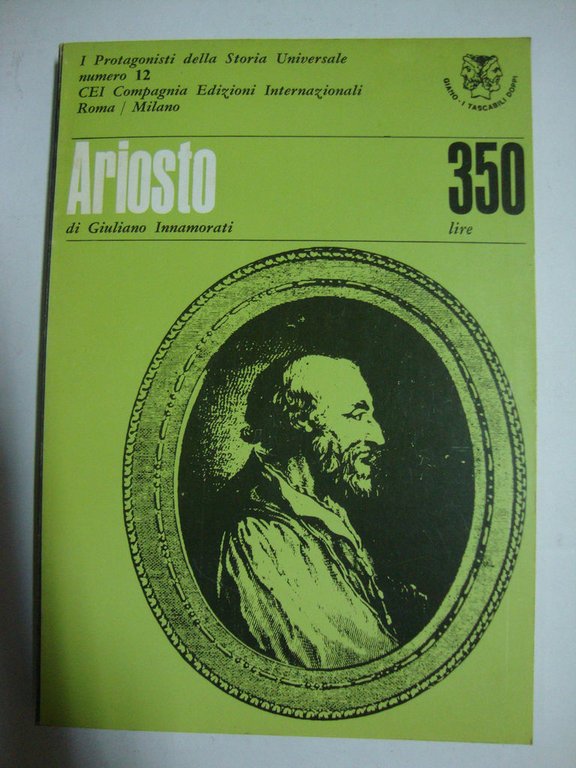 I Protagonisti della Storia Universale
numero 12
CEI Compagnia Edizioni Internazionali
Roma / Milano
GIANO - I TASCABILI DOPPI
Ariosto
350
di Giuliano Innamorati
lire